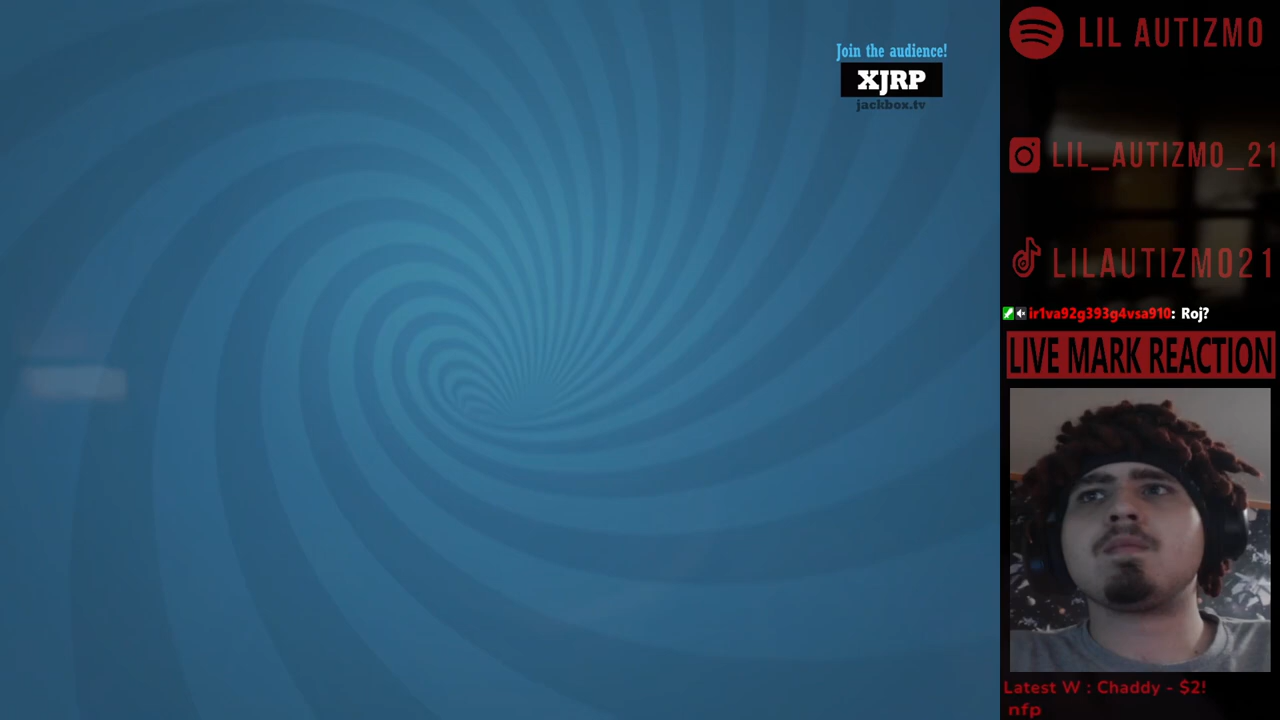 Join the audience!
XJRP
jackbox.tv
LIL AUTIZMO
LIL_AUTIZMO_21
LILAUTIZMO21
ir1va92g393g4vsa910: Roj?
LIVE MARK REACTION
Latest W : Chaddy - $2!
nfp